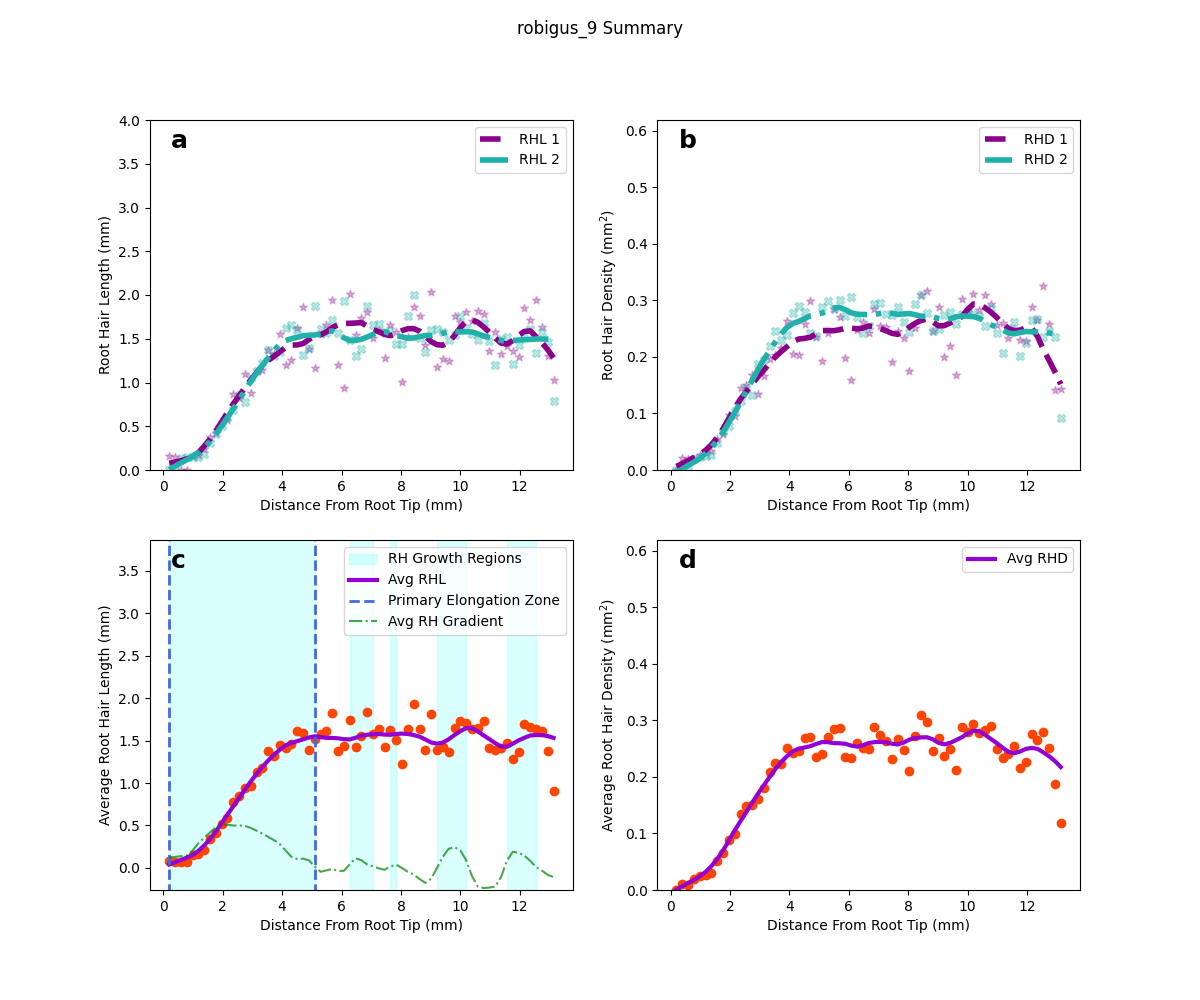 robigus_9 Summary
a
RHL 1
RHL 2
4.0
3.5
3.0
2.5
2.0
1.5
1.0
0.5
0.0
Root Hair Length (mm)
0 2 4 6 8 10 12
Distance From Root Tip (mm)
b
RHD 1
RHD 2
0.6
0.5
0.4
0.3
0.2
0.1
0.0
Root Hair Density (mm²)
0 2 4 6 8 10 12
Distance From Root Tip (mm)
c
RH Growth Regions
Avg RHL
Primary Elongation Zone
Avg RH Gradient
3.5
3.0
2.5
2.0
1.5
1.0
0.5
0.0
Average Root Hair Length (mm)
0 2 4 6 8 10 12
Distance From Root Tip (mm)
d
Avg RHD
0.6
0.5
0.4
0.3
0.2
0.1
0.0
Average Root Hair Density (mm²)
0 2 4 6 8 10 12
Distance From Root Tip (mm)